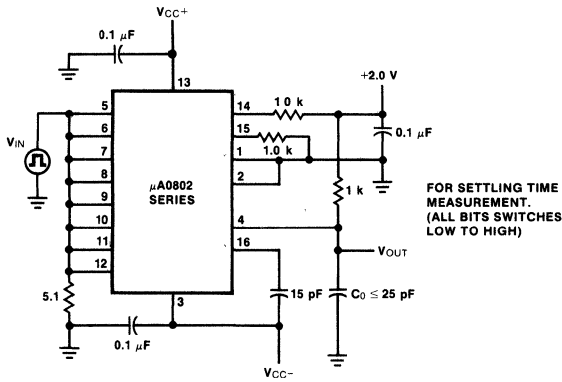 VCC+
0.1 µF
13
+2.0 V
5
14
1 0 k
6
15
VIN
1.0 k
0.1 µF
7
1
8
2
µA0802
SERIES
1 k
9
FOR SETTLING TIME
MEASUREMENT.
(ALL BITS SWITCHES
LOW TO HIGH)
10
4
11
16
VOUT
12
5.1
3
15 pF
C0 ≤ 25 pF
0.1 µF
VCC−